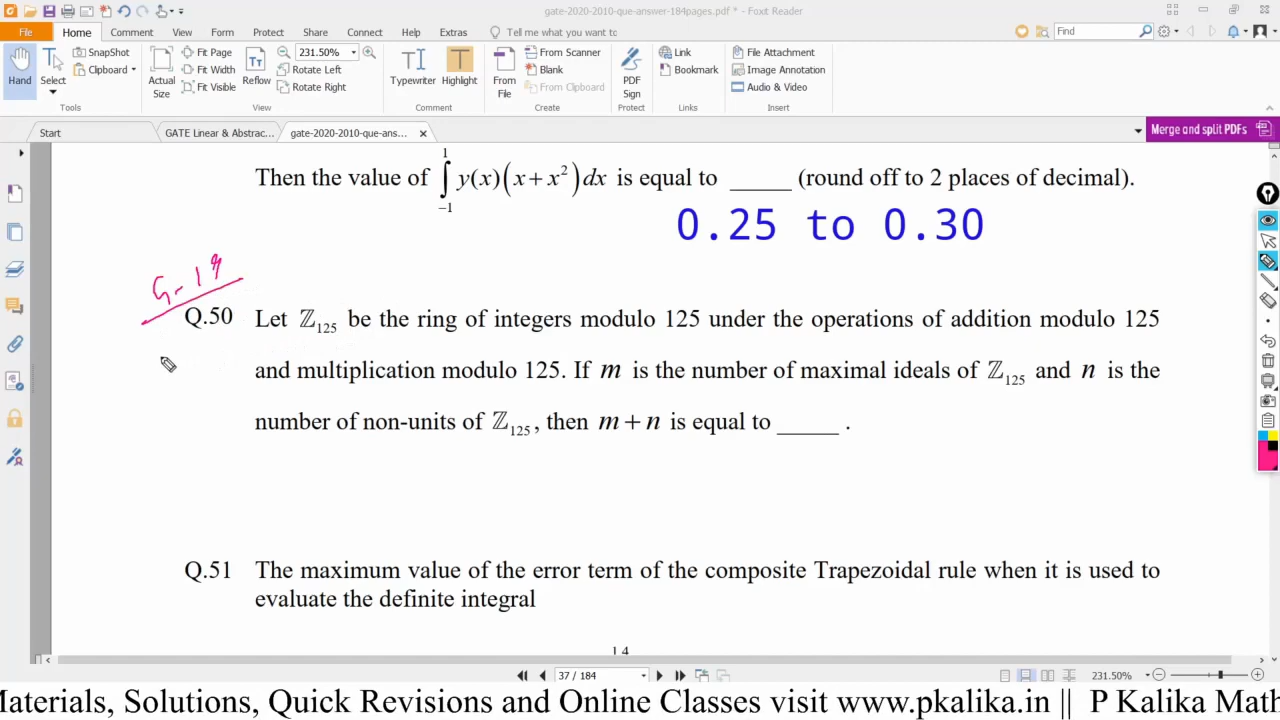 gate-2020-2010-que-answer-184pages.pdf * - Foxit Reader
File Home Comment View Form Protect Share Connect Help Extras Tell me what you want to Find
Hand Select SnapShot Clipboard Actual Size Fit Page Fit Width Fit Visible Reflow 231.50% Rotate Left Rotate Right Typewriter Highlight From File From Scanner Blank From Clipboard PDF Sign Link Bookmark File Attachment Image Annotation Audio & Video
Tools View Comment Create Protect Links Insert
Start GATE Linear & Abstrac... gate-2020-2010-que-ans... Merge and split PDFs
Then the value of ∫₋₁¹ y(x)(x + x²)dx is equal to _____ (round off to 2 places of decimal).
0.25 to 0.30
G-19
Q.50 Let ℤ₁₂₅ be the ring of integers modulo 125 under the operations of addition modulo 125
and multiplication modulo 125. If m is the number of maximal ideals of ℤ₁₂₅ and n is the
number of non-units of ℤ₁₂₅, then m + n is equal to _____ .
Q.51 The maximum value of the error term of the composite Trapezoidal rule when it is used to
evaluate the definite integral
37 / 184 231.50%
Materials, Solutions, Quick Revisions and Online Classes visit www.pkalika.in || P Kalika Math